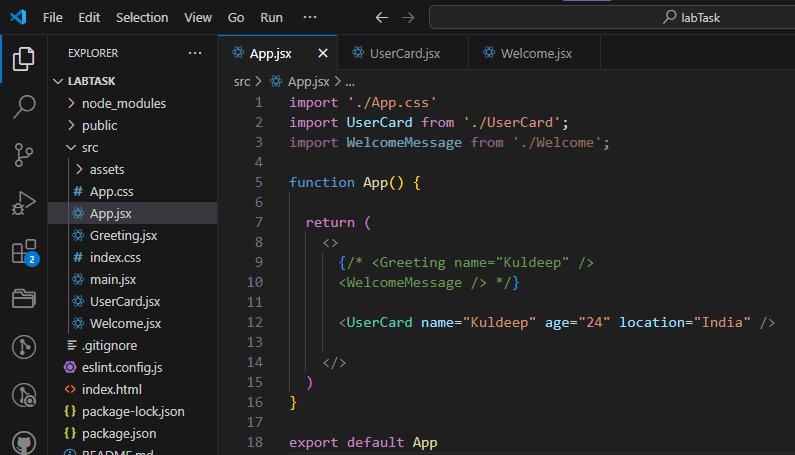 File Edit Selection View Go Run ··· ← → labTask
EXPLORER ···
LABTASK
node_modules
public
src
assets
# App.css
App.jsx
Greeting.jsx
# index.css
main.jsx
UserCard.jsx
Welcome.jsx
.gitignore
eslint.config.js
<> index.html
{} package-lock.json
{} package.json
README.md
2
App.jsx × UserCard.jsx Welcome.jsx
src > App.jsx > ...
1 import './App.css'
2 import UserCard from './UserCard';
3 import WelcomeMessage from './Welcome';
4
5 function App() {
6
7 return (
8 <>
9 {/* <Greeting name="Kuldeep" />
10 <WelcomeMessage /> */}
11
12 <UserCard name="Kuldeep" age="24" location="India" />
13
14 </>
15 )
16 }
17
18 export default App